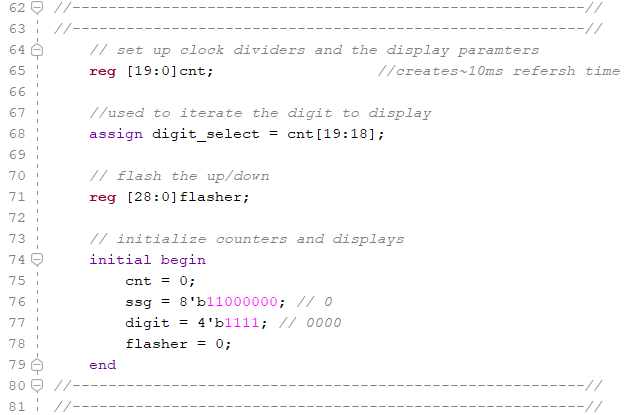 62 //---------------------------------------------------------//
63 //---------------------------------------------------------//
64 // set up clock dividers and the display paramters
65 reg [19:0]cnt; //creates~10ms refersh time
66
67 //used to iterate the digit to display
68 assign digit_select = cnt[19:18];
69
70 // flash the up/down
71 reg [28:0]flasher;
72
73 // initialize counters and displays
74 initial begin
75 cnt = 0;
76 ssg = 8'b11000000; // 0
77 digit = 4'b1111; // 0000
78 flasher = 0;
79 end
80 //---------------------------------------------------------//
81 //---------------------------------------------------------//